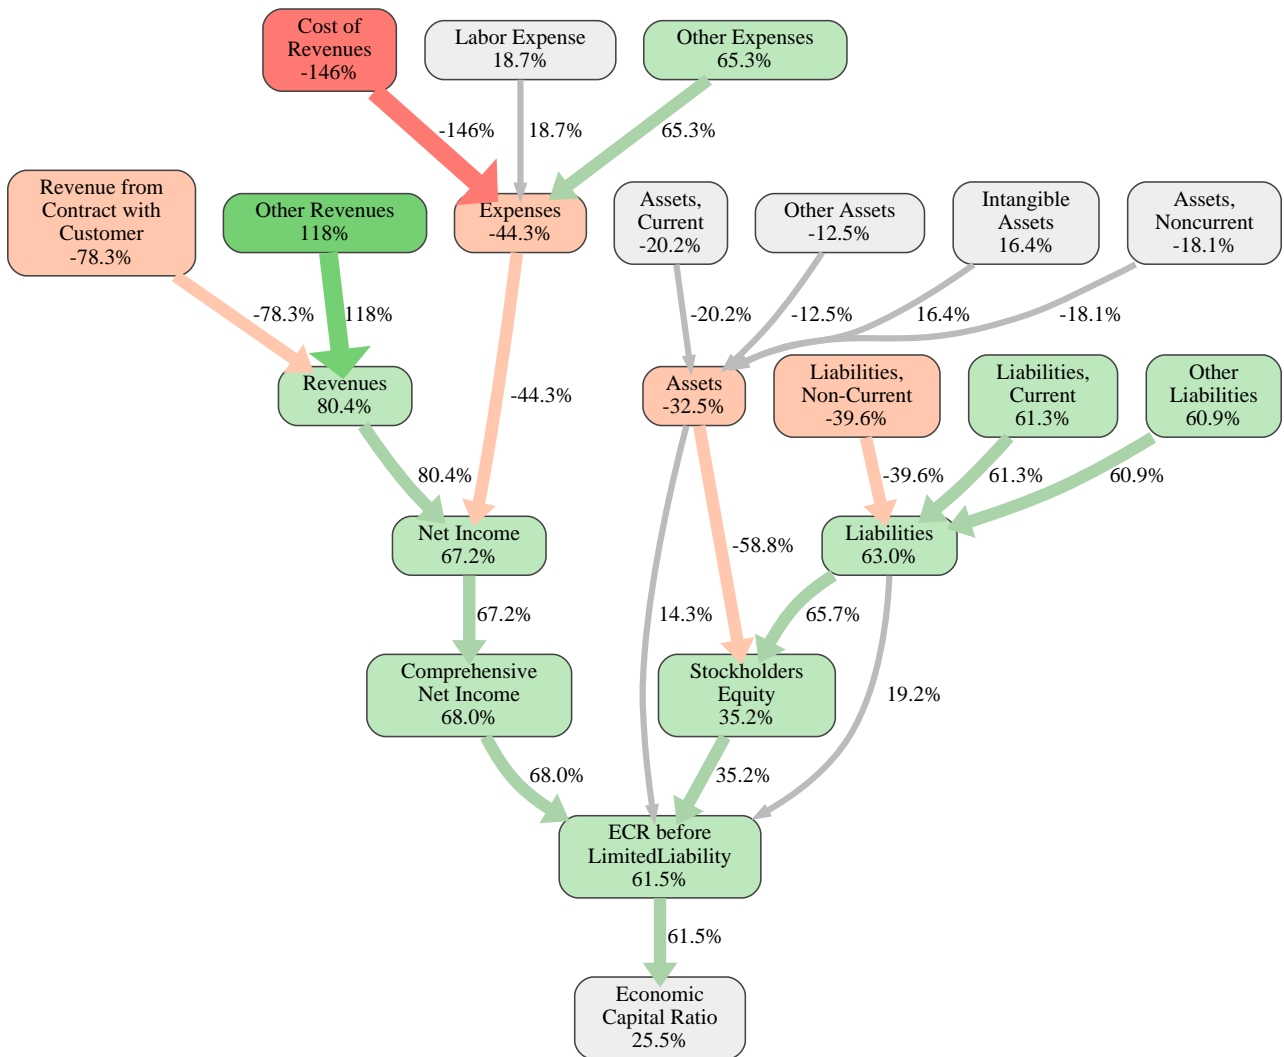 Cost of
Revenues
-146%
Labor Expense
18.7%
Other Expenses
65.3%
-146%
18.7%
65.3%
Revenue from
Contract with
Customer
-78.3%
Other Revenues
118%
Expenses
-44.3%
Assets,
Current
-20.2%
Other Assets
-12.5%
Intangible
Assets
16.4%
Assets,
Noncurrent
-18.1%
-78.3%
118%
-44.3%
-20.2%
-12.5%
16.4%
-18.1%
Revenues
80.4%
Assets
-32.5%
Liabilities,
Non-Current
-39.6%
Liabilities,
Current
61.3%
Other
Liabilities
60.9%
80.4%
-58.8%
-39.6%
61.3%
60.9%
Net Income
67.2%
Liabilities
63.0%
67.2%
14.3%
65.7%
19.2%
Comprehensive
Net Income
68.0%
Stockholders
Equity
35.2%
68.0%
35.2%
ECR before
LimitedLiability
61.5%
61.5%
Economic
Capital Ratio
25.5%